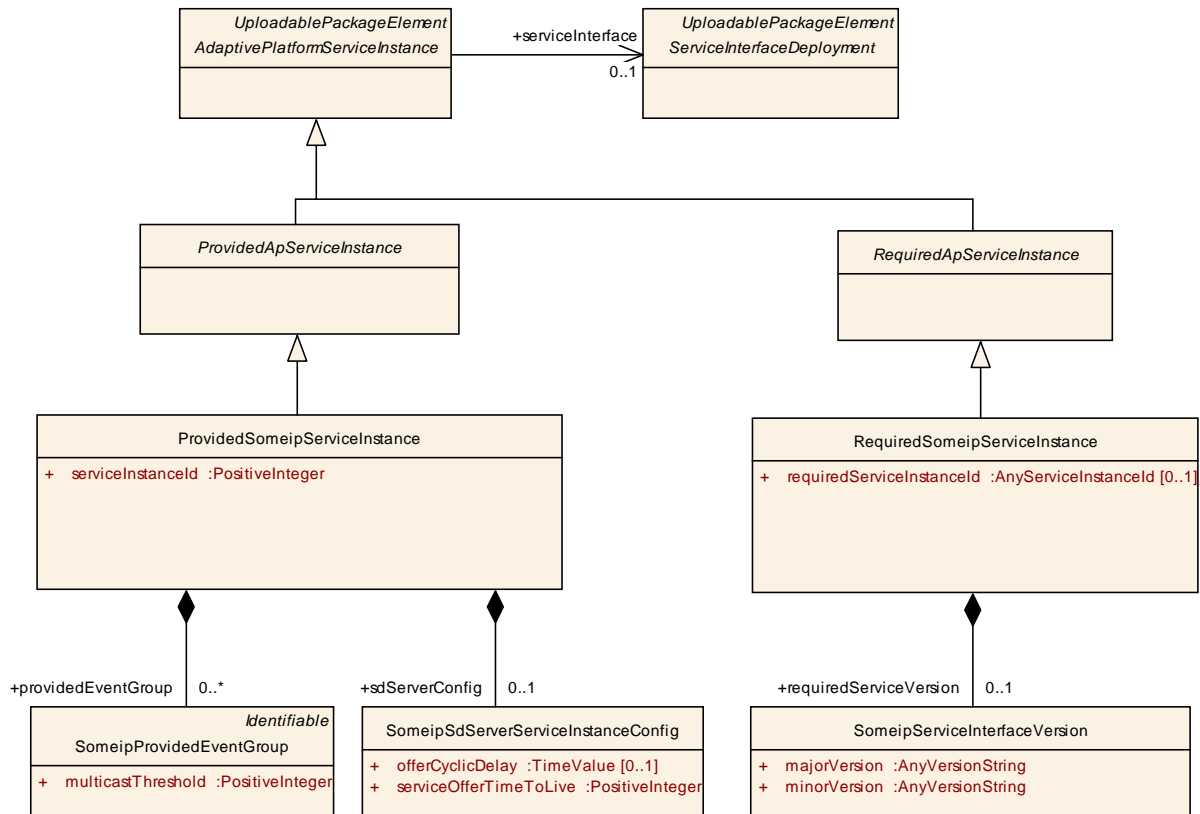 UploadablePackageElement
AdaptivePlatformServiceInstance
+serviceInterface
0..1
UploadablePackageElement
ServiceInterfaceDeployment
ProvidedApServiceInstance
RequiredApServiceInstance
ProvidedSomeipServiceInstance
+ serviceInstanceId :PositiveInteger
RequiredSomeipServiceInstance
+ requiredServiceInstanceId :AnyServiceInstanceId [0..1]
+providedEventGroup 0..*
+sdServerConfig 0..1
+requiredServiceVersion 0..1
Identifiable
SomeipProvidedEventGroup
+ multicastThreshold :PositiveInteger
SomeipSdServerServiceInstanceConfig
+ offerCyclicDelay :TimeValue [0..1]
+ serviceOfferTimeToLive :PositiveInteger
SomeipServiceInterfaceVersion
+ majorVersion :AnyVersionString
+ minorVersion :AnyVersionString